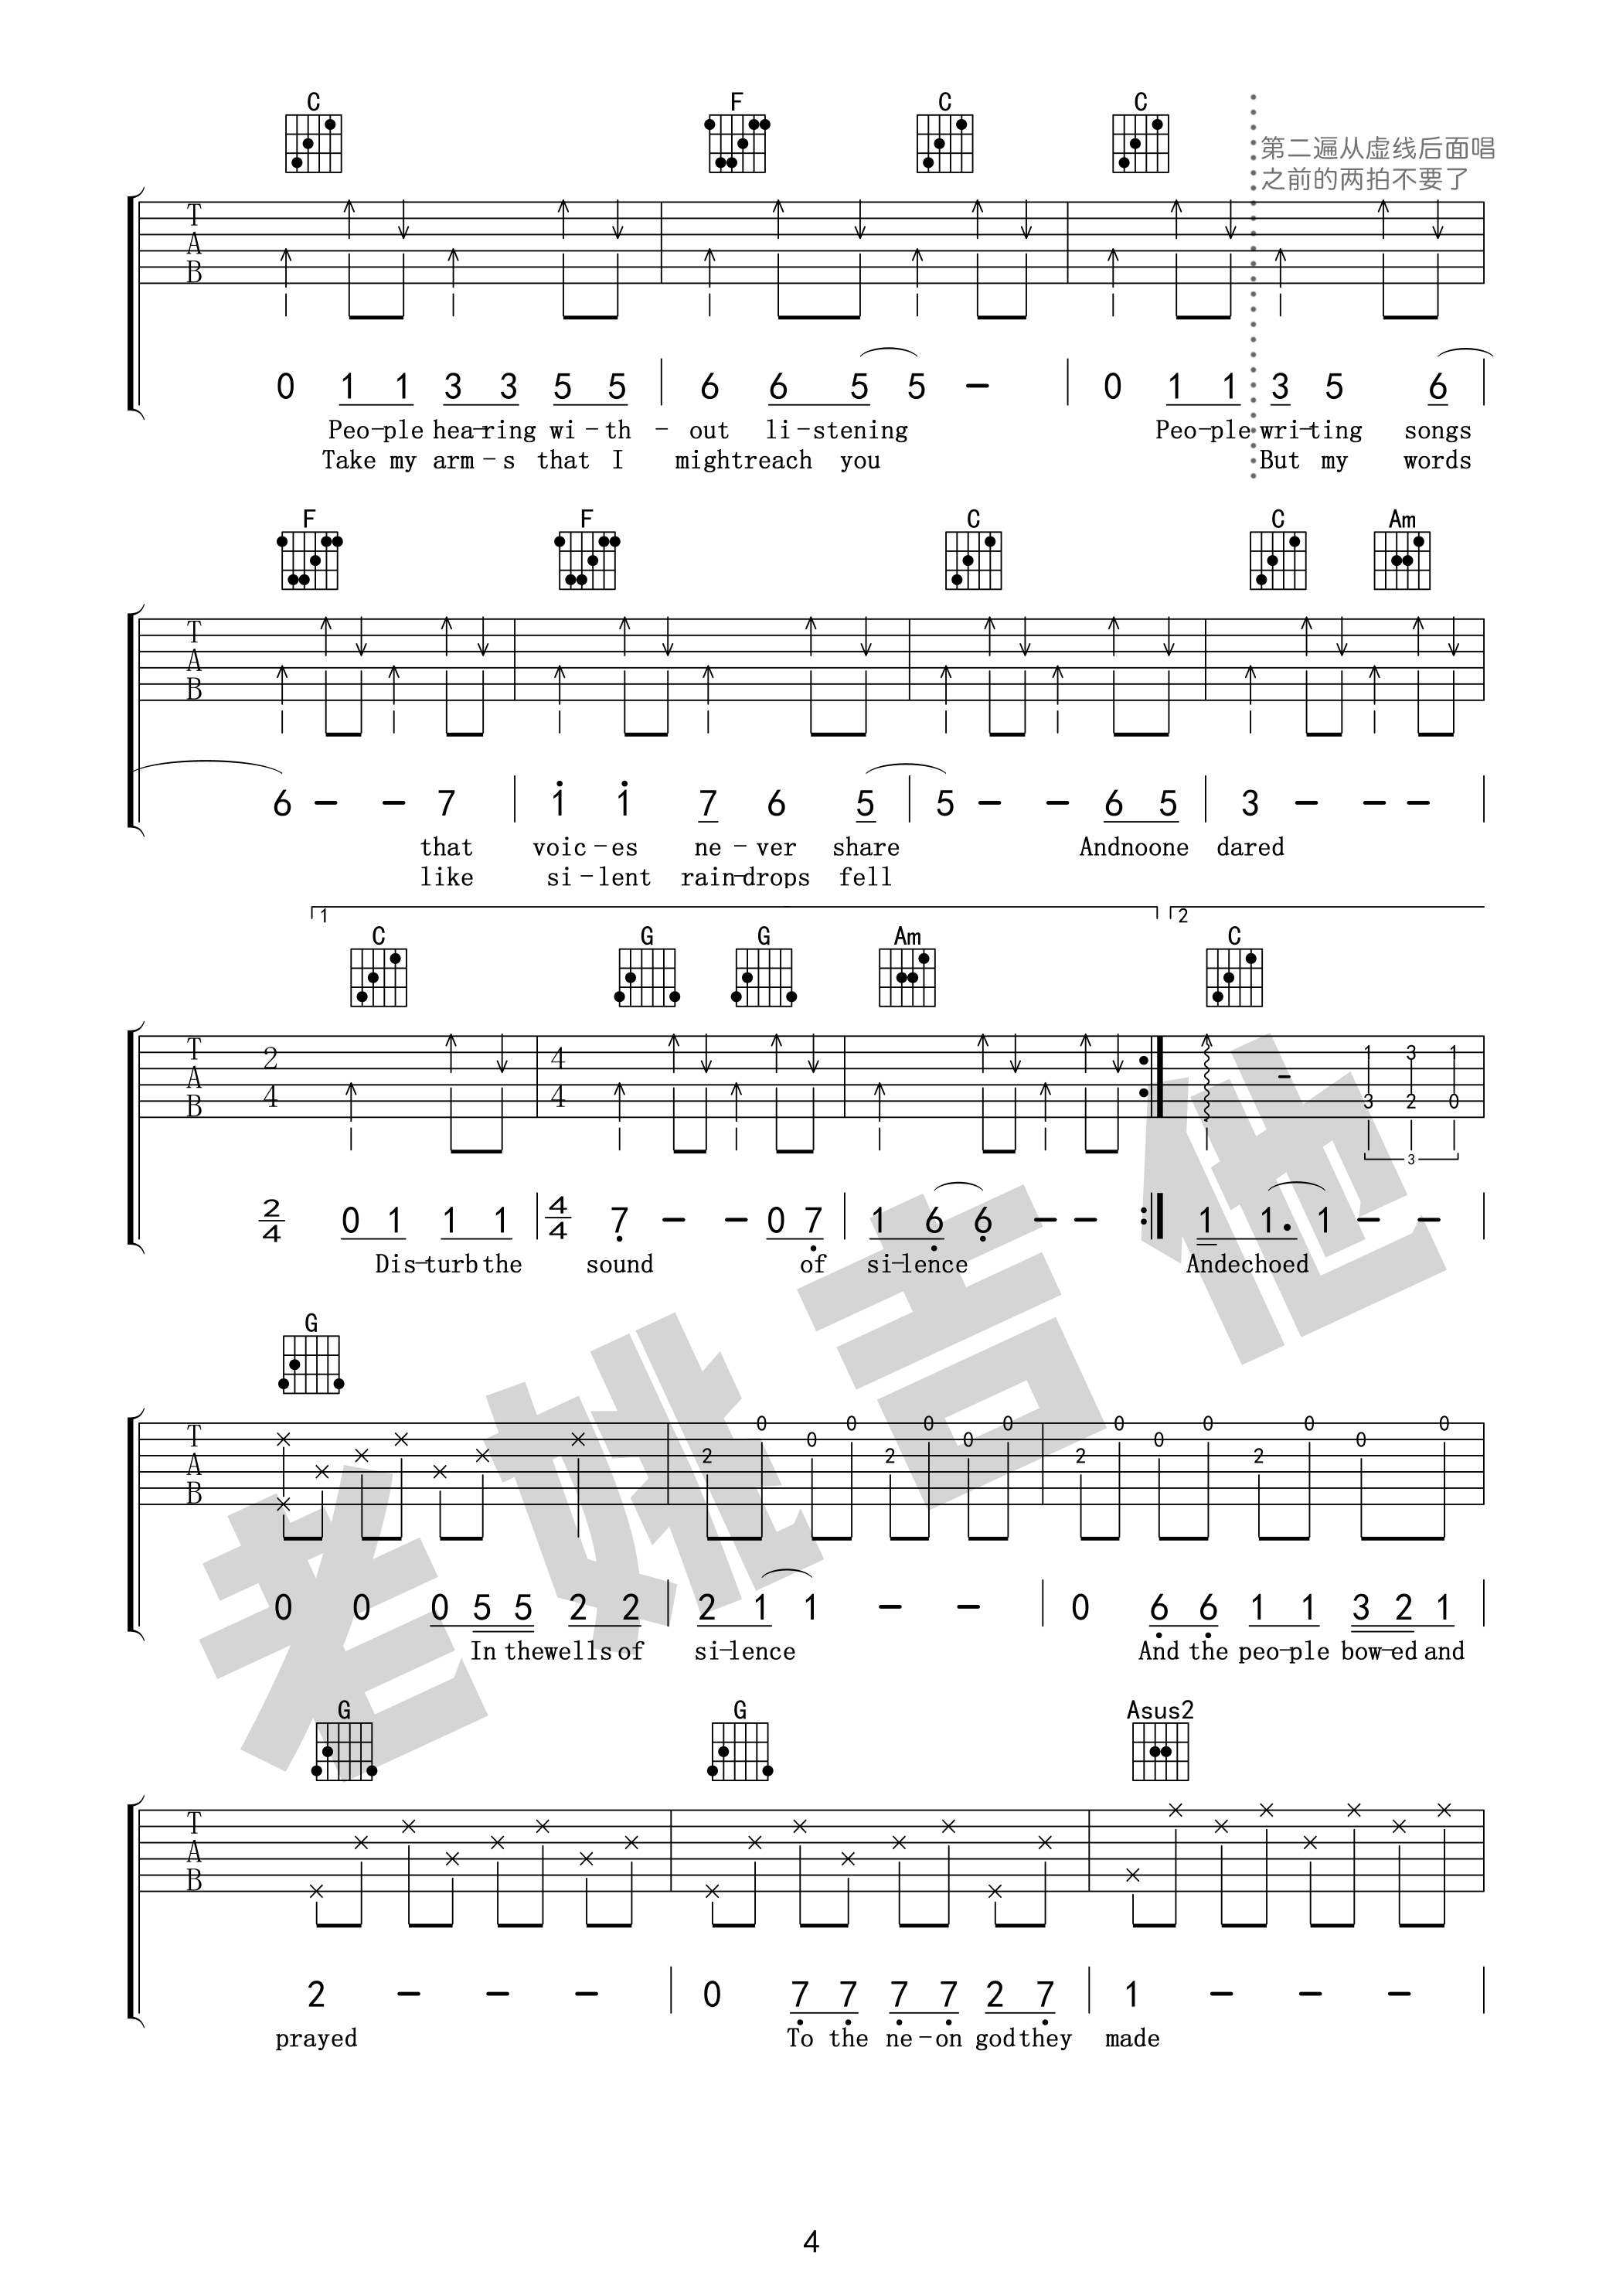 C F C C
第二遍从虚线后面唱
之前的两拍不要了
T
A
B
0 1 1 3 3 5 5 | 6 6 5 5 – | 0 1 1 3 5 6 |
Peo-ple hea-ring wi-th - out li-stening Peo-ple wri-ting songs
Take my arm-s that I mightreach you But my words
F F C C Am
T
A
B
6 – – 7 | 1 1 7 6 5 | 5 – – 6 5 | 3 – – – |
that voic-es ne-ver share Andnoone dared
like si-lent rain-drops fell
1 2
C G G Am C
T
A
B
2 4 1 3 1
4 4 3 2 0
3
2/4 0 1 1 1 | 4/4 7 – – 0 7 | 1 6 6 – – :| 1 1. 1 – – |
Dis-turb the sound of si-lence Andechoed
G
T
A
B
2 0 0 0 2 0 0 0 2 0 0 0 2 0 0 0
0 0 0 5 5 2 2 | 2 1 1 – – | 0 6 6 1 1 3 2 1 |
In thewells of si-lence And the peo-ple bow-ed and
G G Asus2
T
A
B
2 – – – | 0 7 7 7 7 2 7 | 1 – – – |
prayed To the ne-on god they made
老姚吉他
4